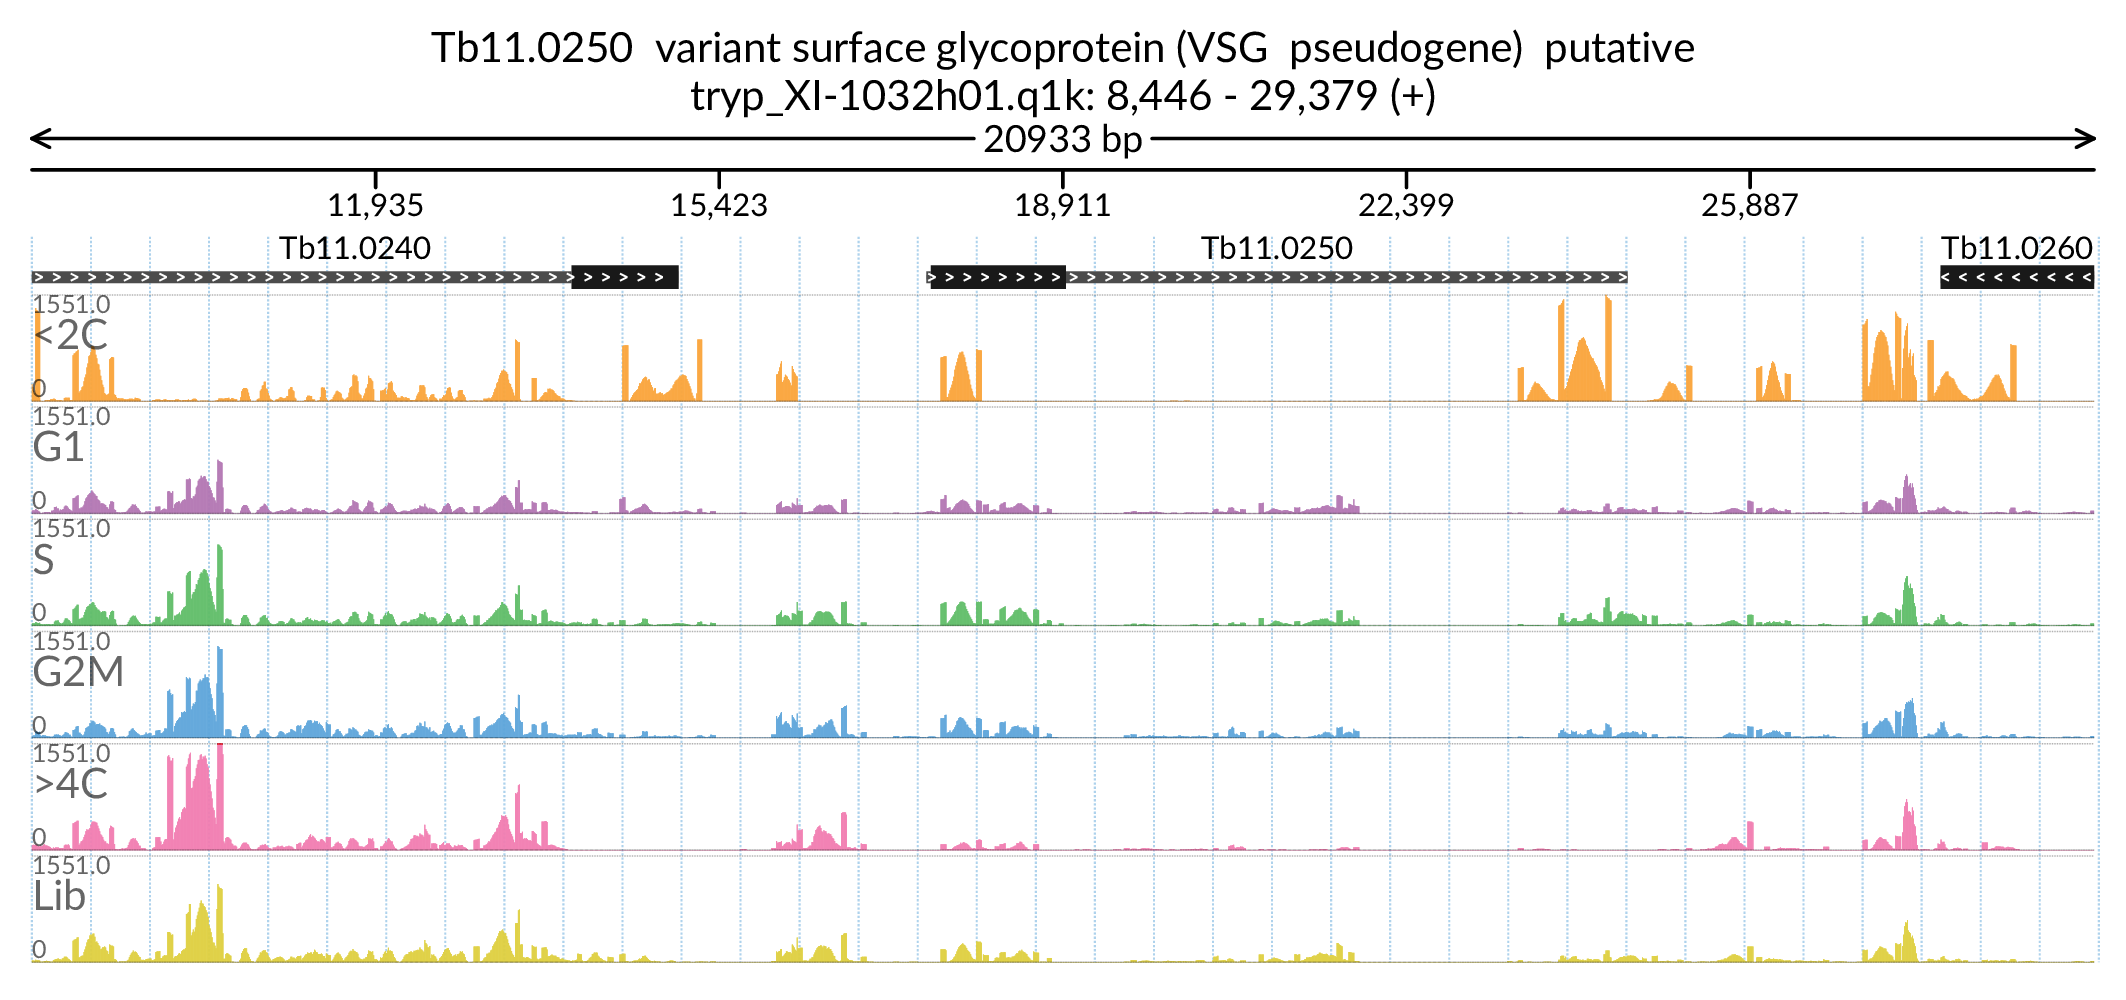 Tb11.0250 variant surface glycoprotein (VSG pseudogene) putative
tryp_XI-1032h01.q1k: 8,446 - 29,379 (+)
20933 bp
11,935 15,423 18,911 22,399 25,887
Tb11.0240 Tb11.0250 Tb11.0260
1551.0
<2C
0
1551.0
G1
0
1551.0
S
0
1551.0
G2M
0
1551.0
>4C
0
1551.0
Lib
0